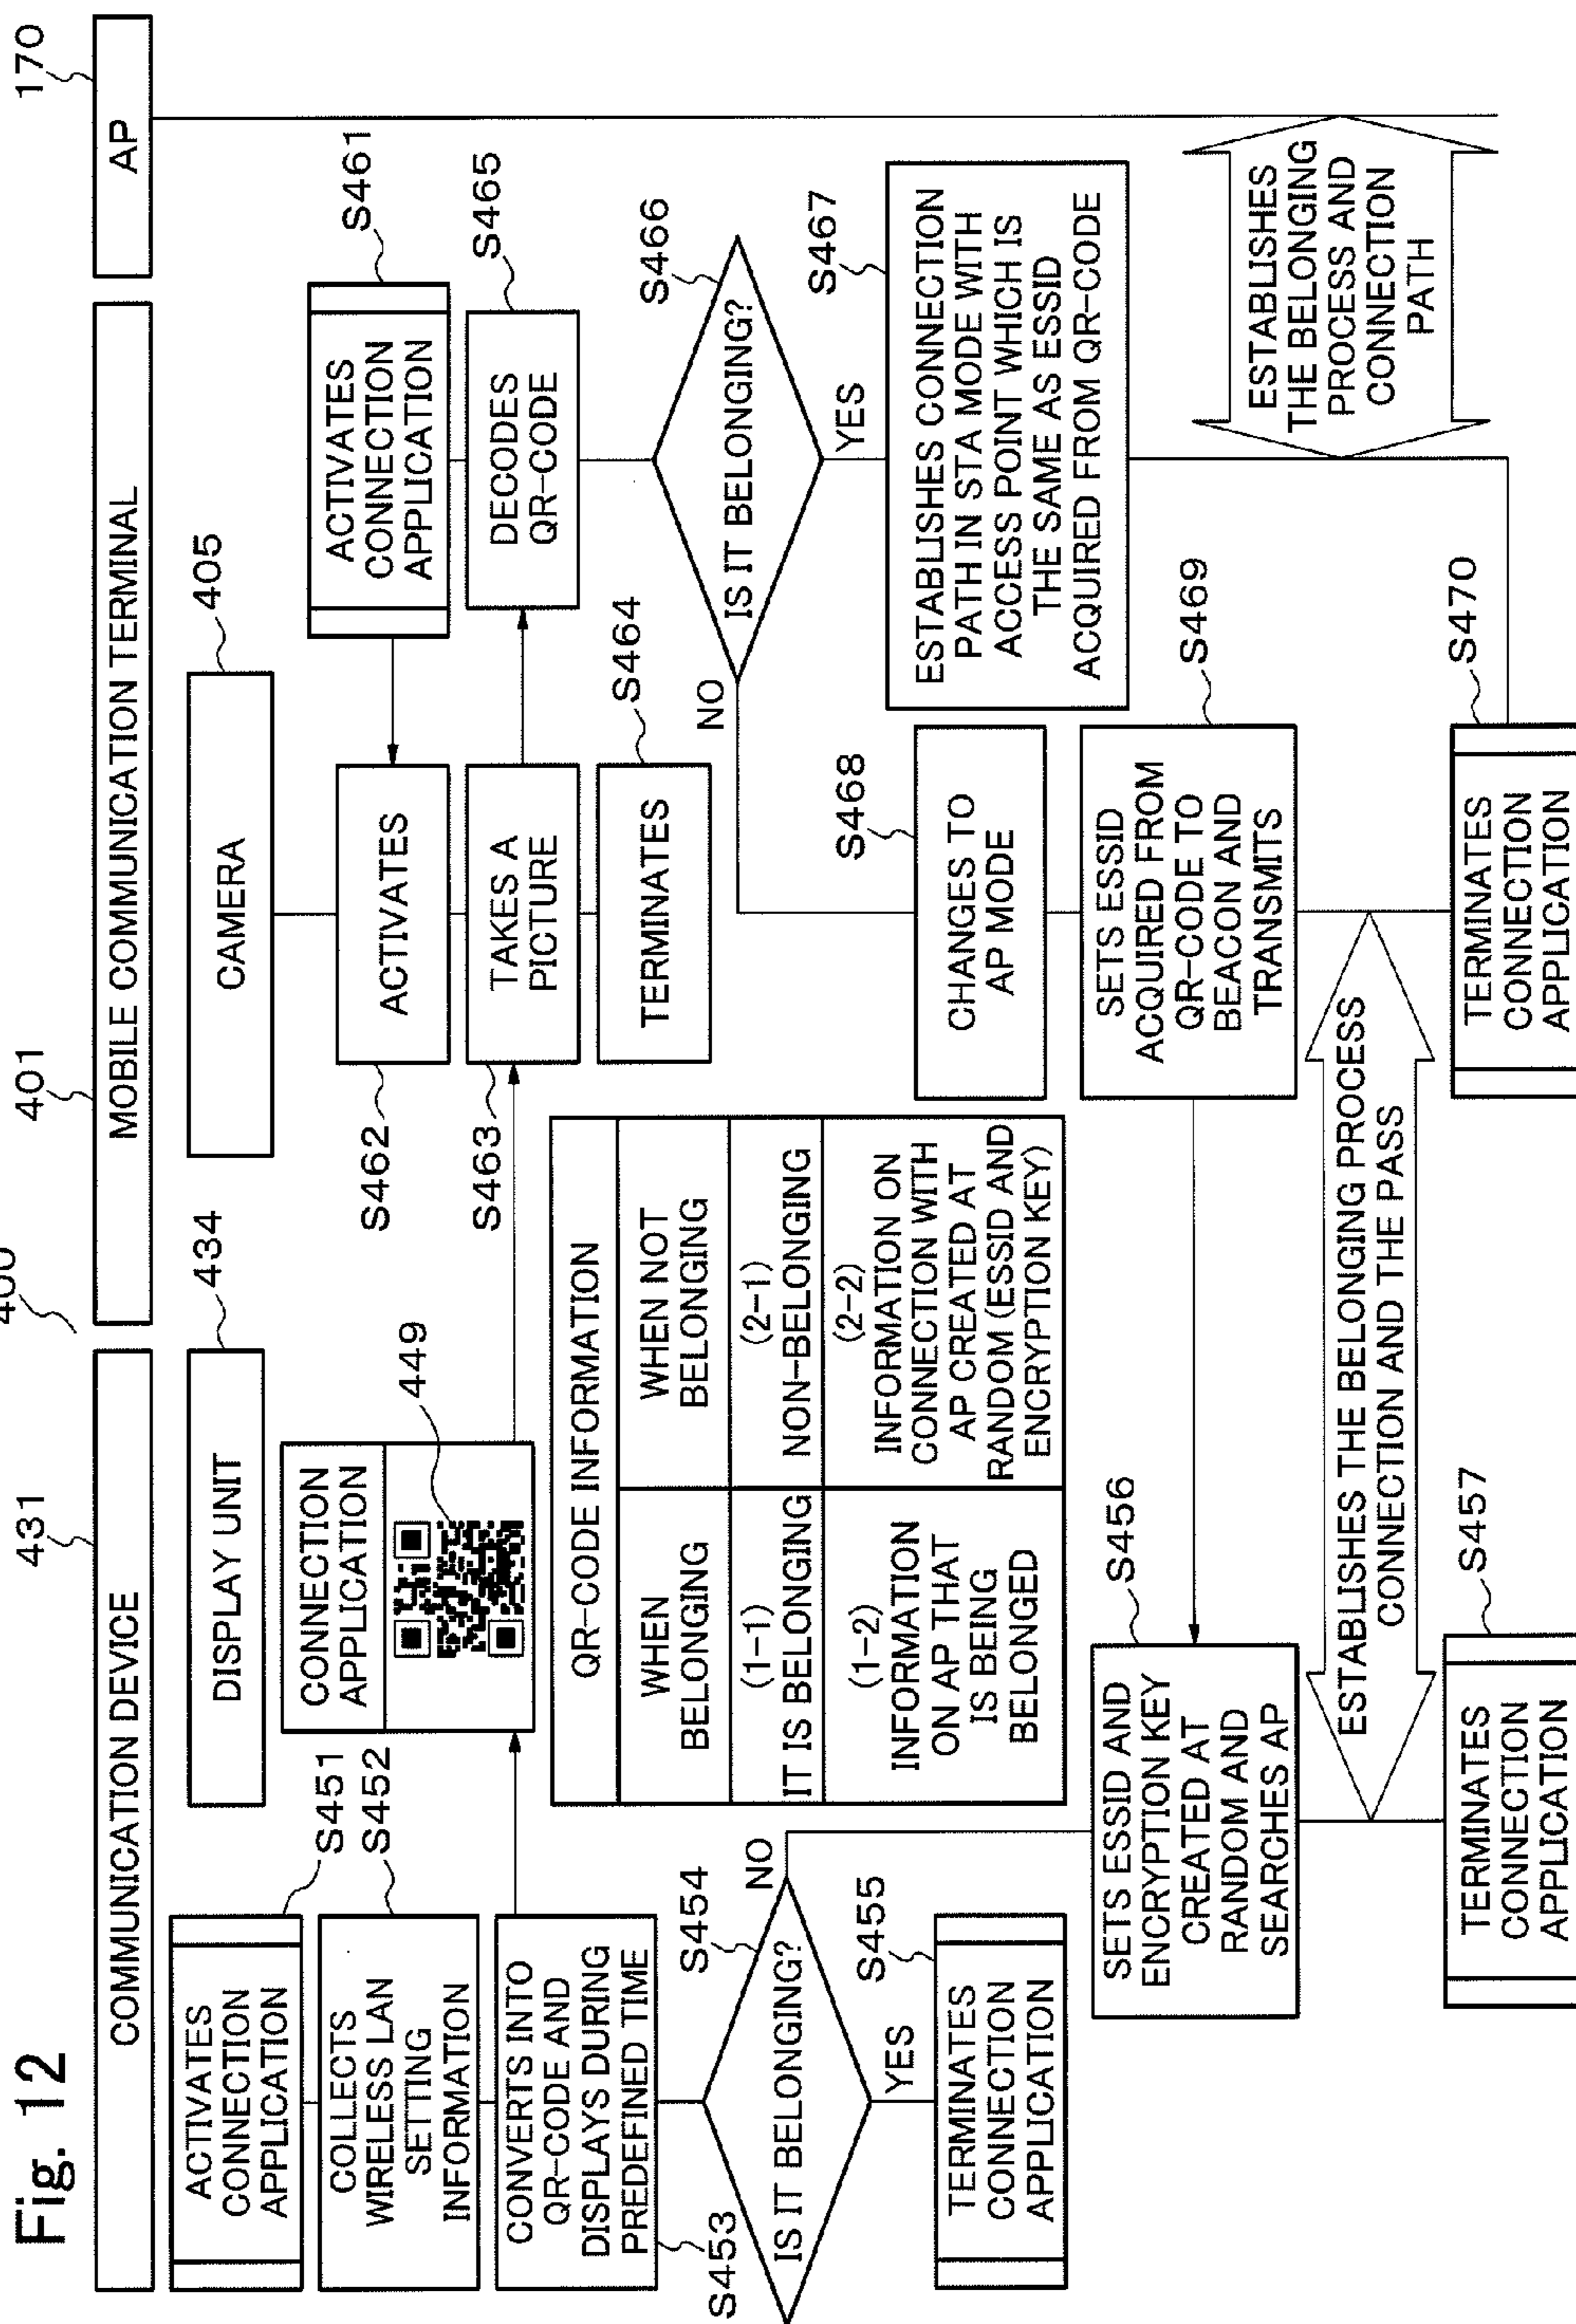 Fig. 12
431
COMMUNICATION DEVICE
401
MOBILE COMMUNICATION TERMINAL
170
AP
ACTIVATES
CONNECTION
APPLICATION
S451
COLLECTS
WIRELESS LAN
SETTING
INFORMATION
S452
CONVERTS INTO
QR-CODE AND
DISPLAYS DURING
PREDEFINED TIME
S453
IS IT BELONGING?
S454
NO
YES
TERMINATES
CONNECTION
APPLICATION
S455
DISPLAY UNIT
434
CONNECTION
APPLICATION
449
QR-CODE INFORMATION
WHEN
BELONGING
WHEN NOT
BELONGING
(1-1)
IT IS BELONGING
(2-1)
NON-BELONGING
(1-2)
INFORMATION
ON AP THAT
IS BEING
BELONGED
(2-2)
INFORMATION ON
CONNECTION WITH
AP CREATED AT
RANDOM (ESSID AND
ENCRYPTION KEY)
SETS ESSID AND
ENCRYPTION KEY
CREATED AT
RANDOM AND
SEARCHES AP
S456
ESTABLISHES THE BELONGING PROCESS
CONNECTION AND THE PASS
TERMINATES
CONNECTION
APPLICATION
S457
CAMERA
405
ACTIVATES
S462
TAKES A
PICTURE
S463
TERMINATES
S464
ACTIVATES
CONNECTION
APPLICATION
S461
DECODES
QR-CODE
S465
IS IT BELONGING?
S466
NO
YES
ESTABLISHES CONNECTION
PATH IN STA MODE WITH
ACCESS POINT WHICH IS
THE SAME AS ESSID
ACQUIRED FROM QR-CODE
S467
CHANGES TO
AP MODE
S468
SETS ESSID
ACQUIRED FROM
QR-CODE TO
BEACON AND
TRANSMITS
S469
TERMINATES
CONNECTION
APPLICATION
S470
ESTABLISHES
THE BELONGING
PROCESS AND
CONNECTION
PATH